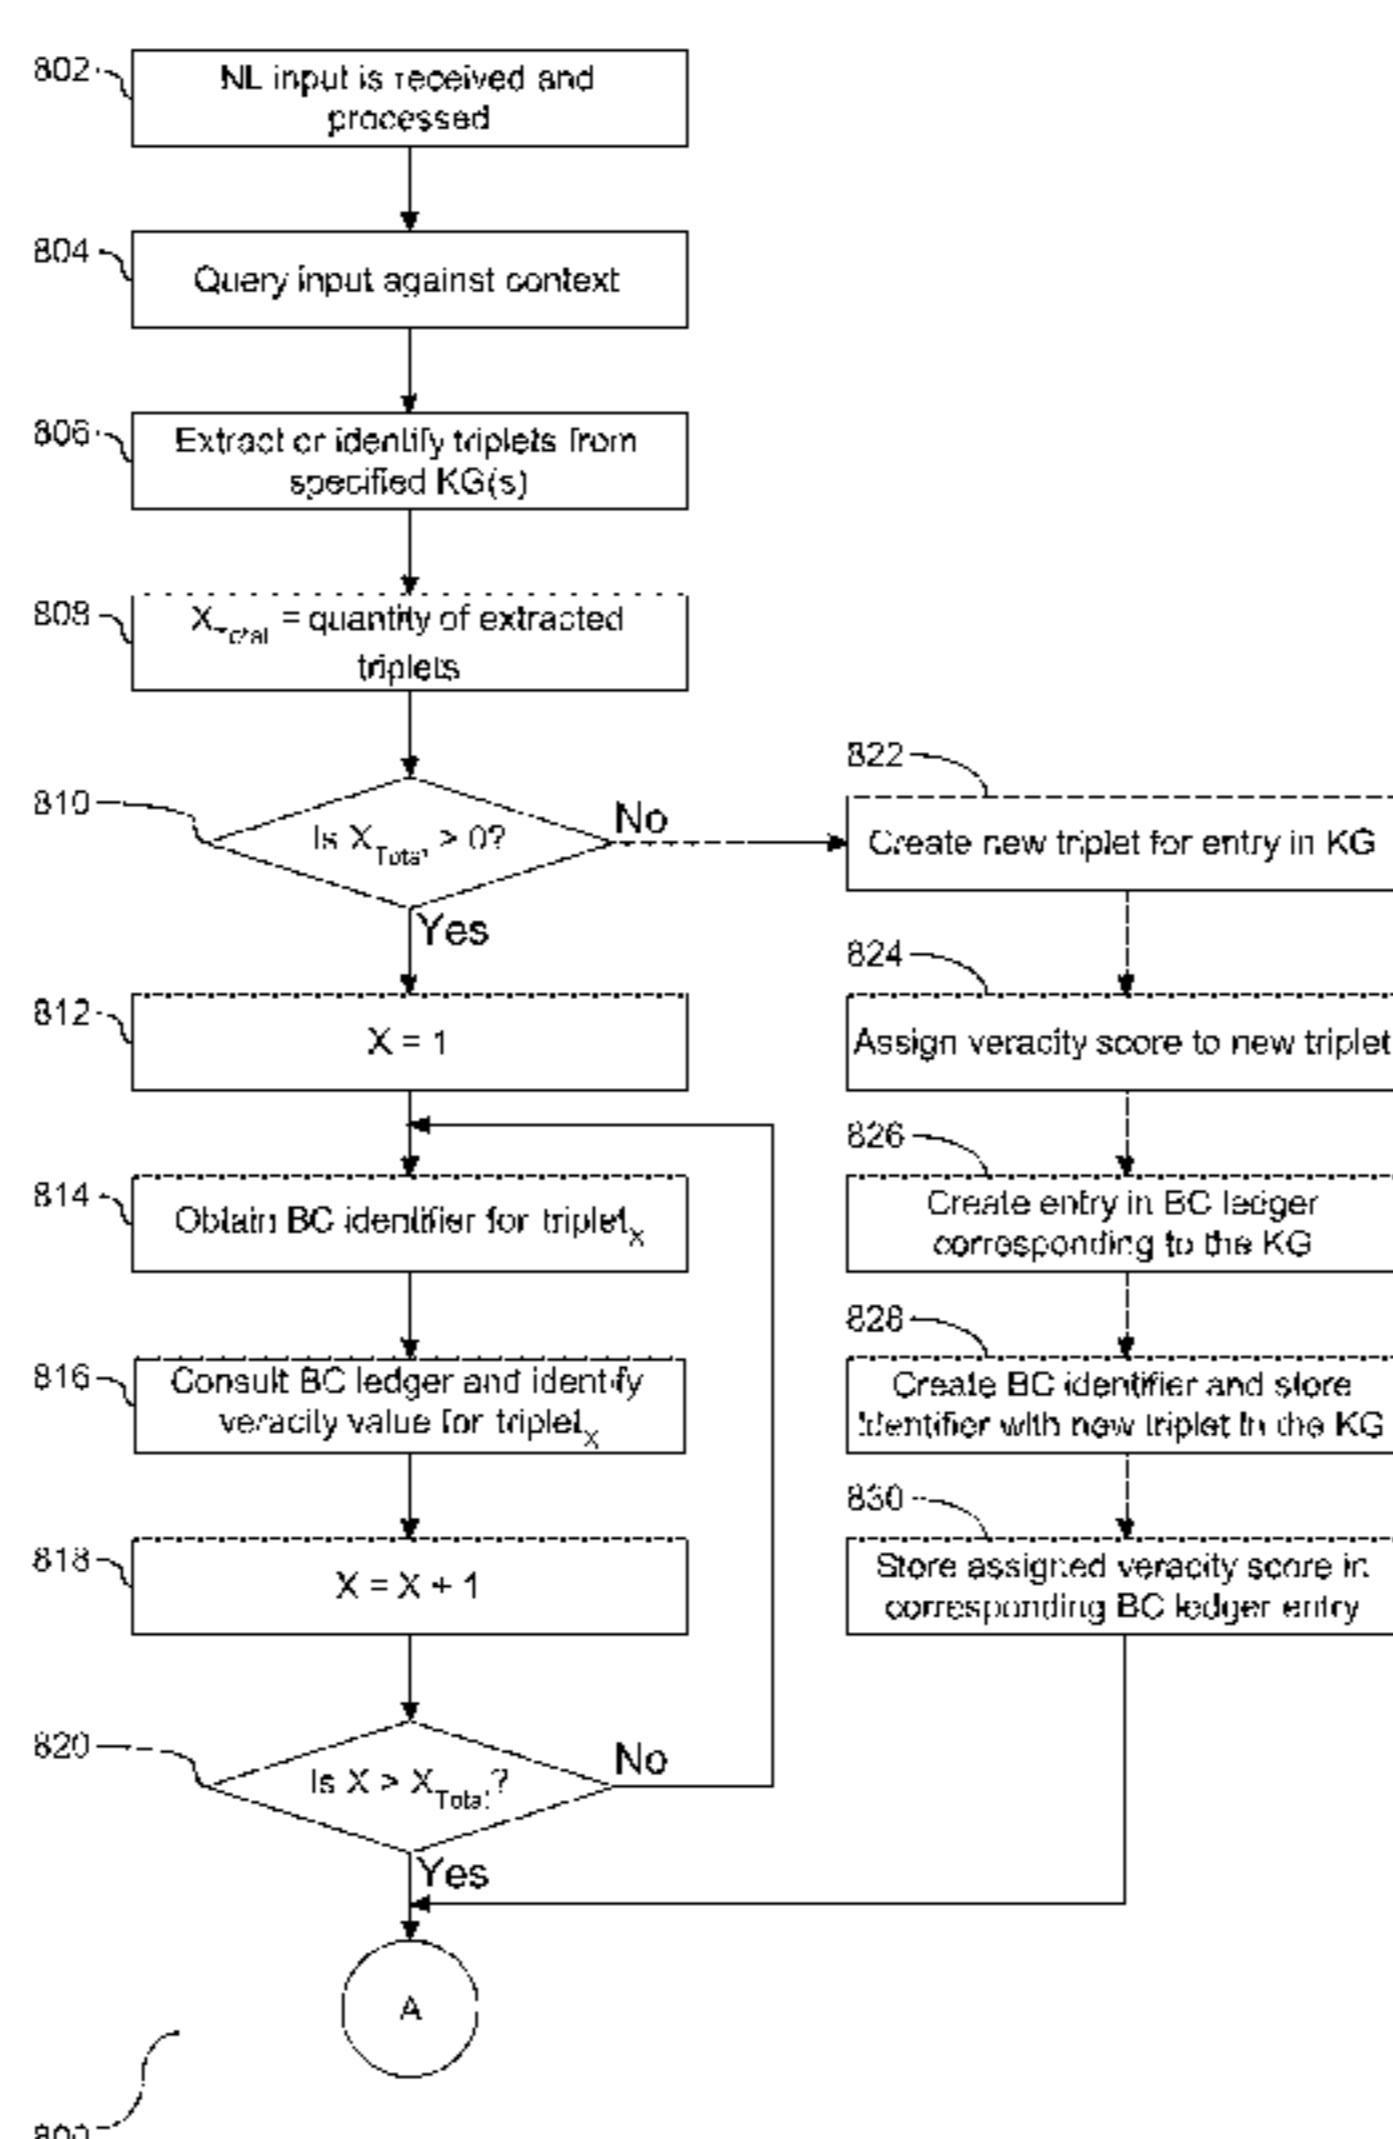 802
NL input is received and
processed
804
Query input against context
806
Extract or identify triplets from
specified KG(s)
808
X Total = quantity of extracted
triplets
810
Is X Total > 0?
No
Yes
822
Create new triplet for entry in KG
812
X = 1
824
Assign veracity score to new triplet
814
Obtain BC identifier for triplet X
826
Create entry in BC ledger
corresponding to the KG
816
Consult BC ledger and identify
veracity value for triplet X
828
Create BC identifier and store
identifier with new triplet in the KG
818
X = X + 1
830
Store assigned veracity score in
corresponding BC ledger entry
820
Is X > X Total?
No
Yes
A
800